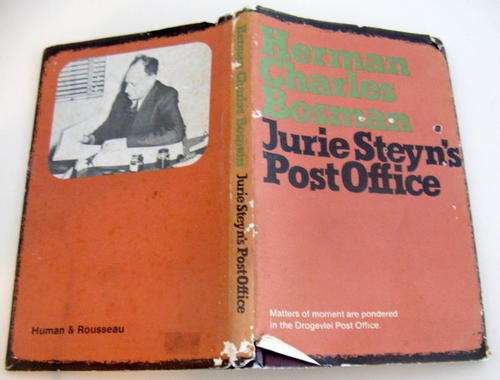 Herman
Charles
Bosman
Jurie Steyn's
Post Office
Matters of moment are pondered
in the Drogevlei Post Office.
Herman Charles Bosman Jurie Steyn's Post Office
Human & Rousseau